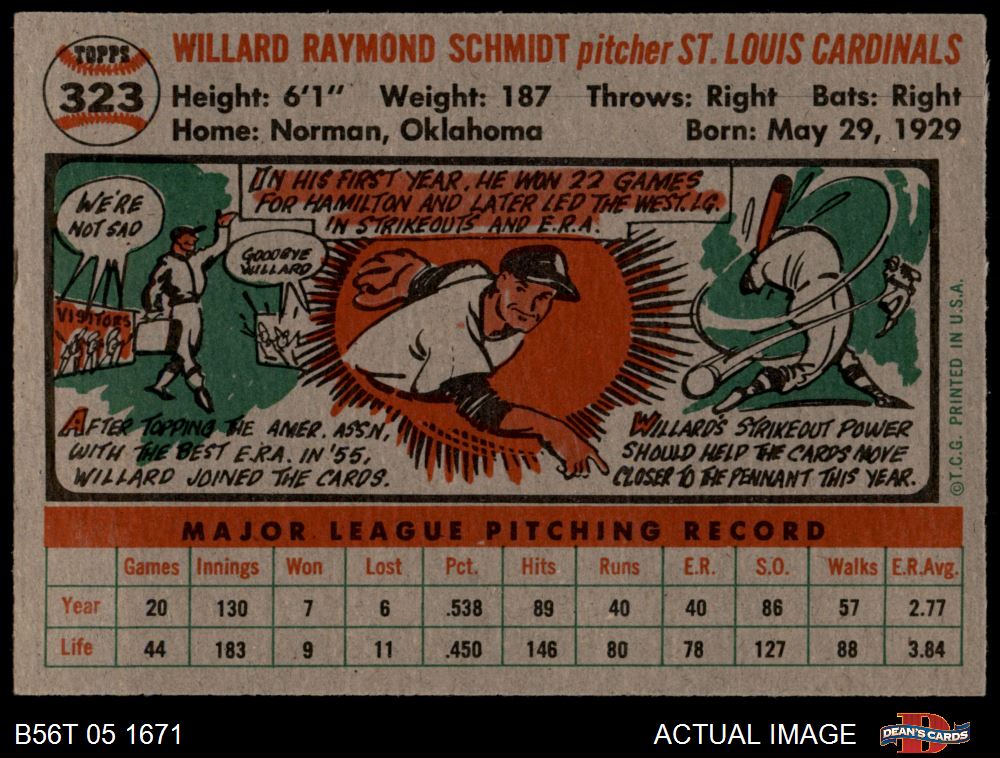 TOPPS
323
WILLARD RAYMOND SCHMIDT pitcher ST. LOUIS CARDINALS
Height: 6'1" Weight: 187 Throws: Right Bats: Right
Home: Norman, Oklahoma Born: May 29, 1929
IN HIS FIRST YEAR, HE WON 22 GAMES
FOR HAMILTON AND LATER LED THE WEST. LG.
IN STRIKEOUTS AND E.R.A.
WE'RE
NOT SAD
GOODBYE
WILLARD
VISITORS
AFTER TOPPING THE AMER. ASS'N,
WITH THE BEST E.R.A. IN '55,
WILLARD JOINED THE CARDS.
WILLARD'S STRIKEOUT POWER
SHOULD HELP THE CARDS MOVE
CLOSER TO THE PENNANT THIS YEAR.
©T.C.G. PRINTED IN U.S.A.
MAJOR LEAGUE PITCHING RECORD
Games Innings Won Lost Pct. Hits Runs E.R. S.O. Walks E.R.Avg.
Year 20 130 7 6 .538 89 40 40 86 57 2.77
Life 44 183 9 11 .450 146 80 78 127 88 3.84
B56T 05 1671 ACTUAL IMAGE DEAN'S CARDS